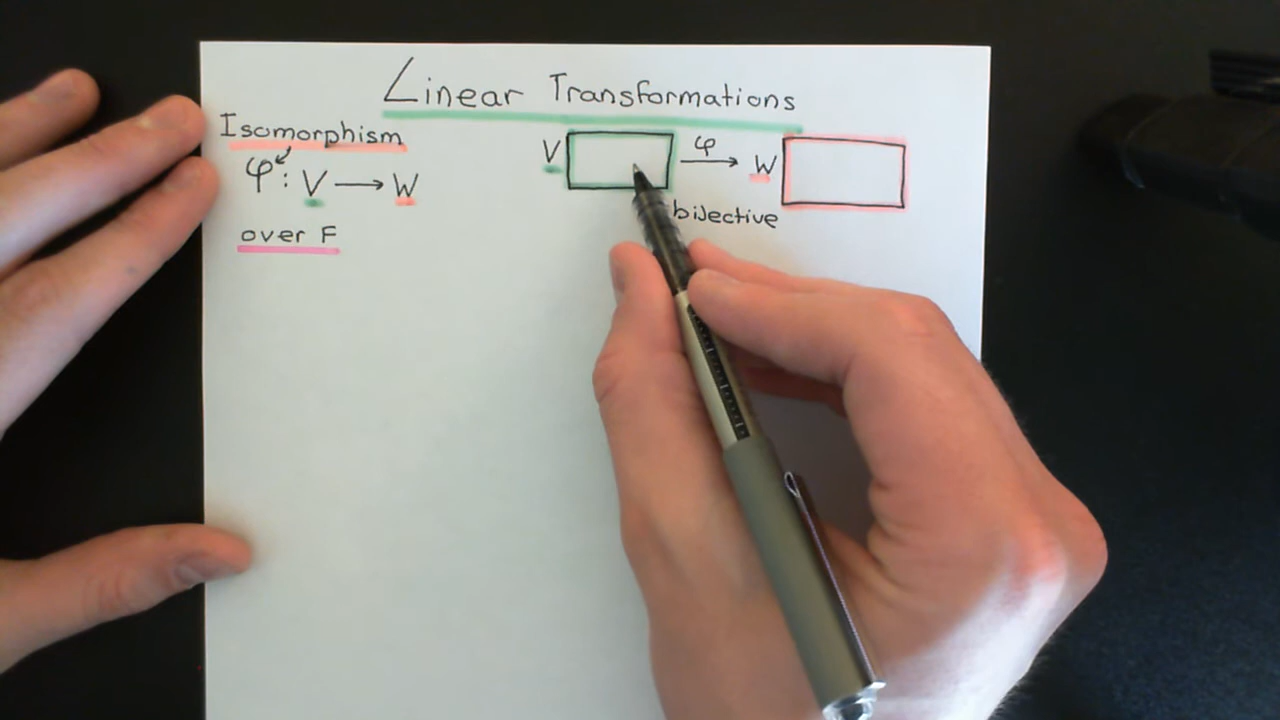 Linear Transformations
Isomorphism
φ: V → W
over F
V φ → W
bijective